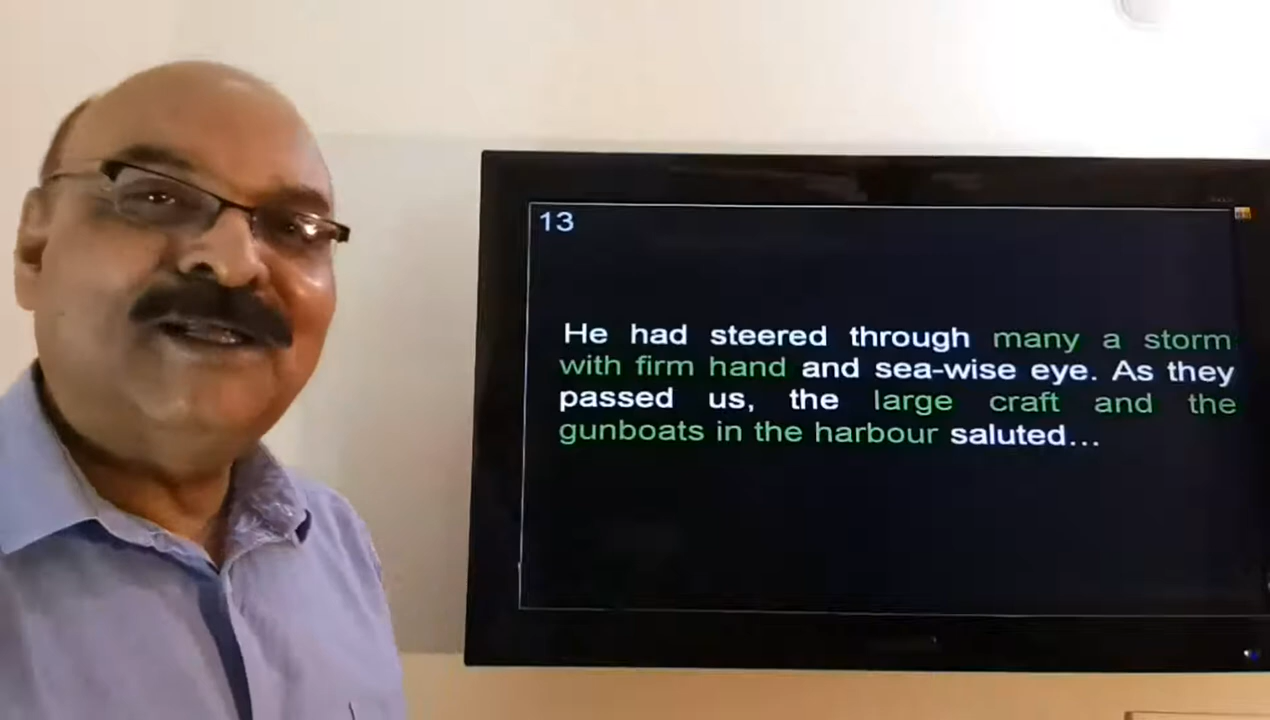 13
He had steered through many a storm
with firm hand and sea-wise eye. As they
passed us, the large craft and the
gunboats in the harbour saluted...